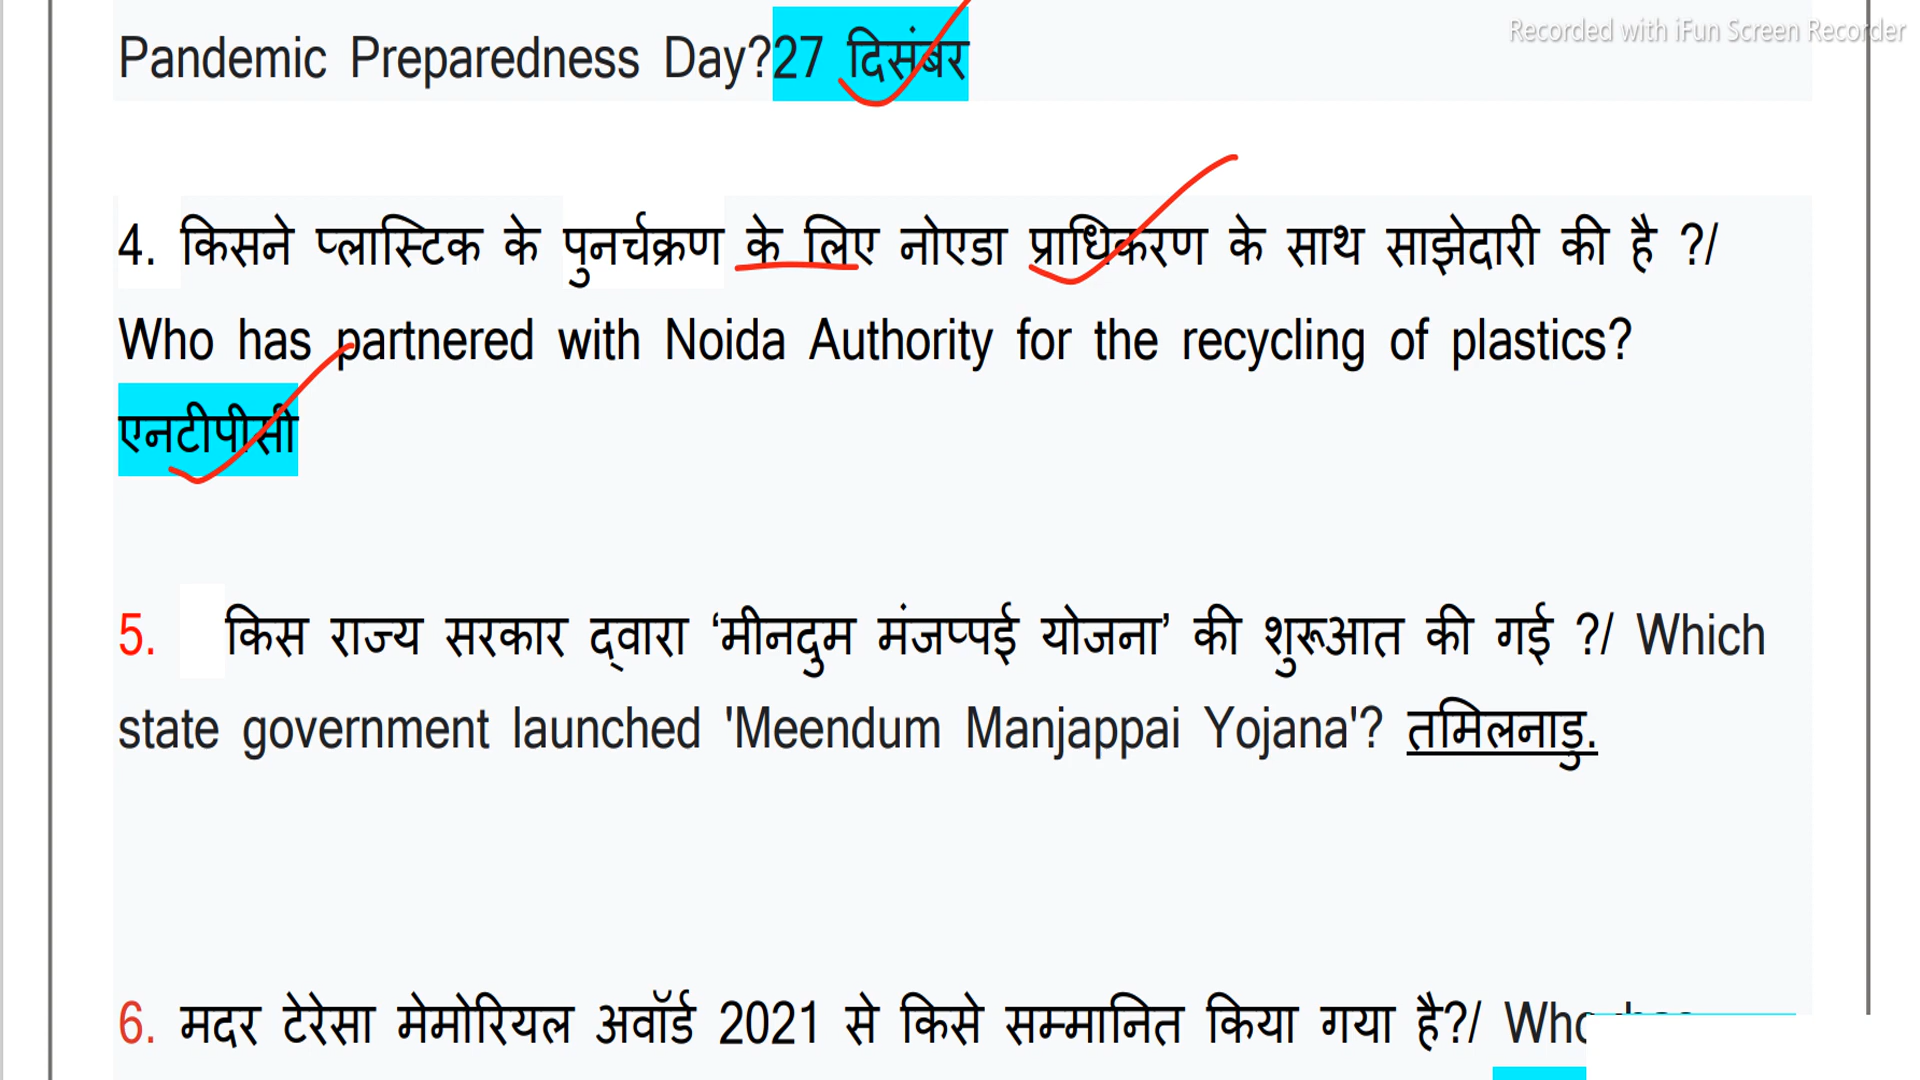 Recorded with iFun Screen Recorder
Pandemic Preparedness Day?27 दिसंबर
4. किसने प्लास्टिक के पुनर्चक्रण के लिए नोएडा प्राधिकरण के साथ साझेदारी की है ?/
Who has partnered with Noida Authority for the recycling of plastics?
एनटीपीसी
5. किस राज्य सरकार द्वारा ‘मीनदुम मंजप्पई योजना’ की शुरूआत की गई ?/ Which
state government launched 'Meendum Manjappai Yojana'? तमिलनाडु.
6. मदर टेरेसा मेमोरियल अवॉर्ड 2021 से किसे सम्मानित किया गया है?/ Who